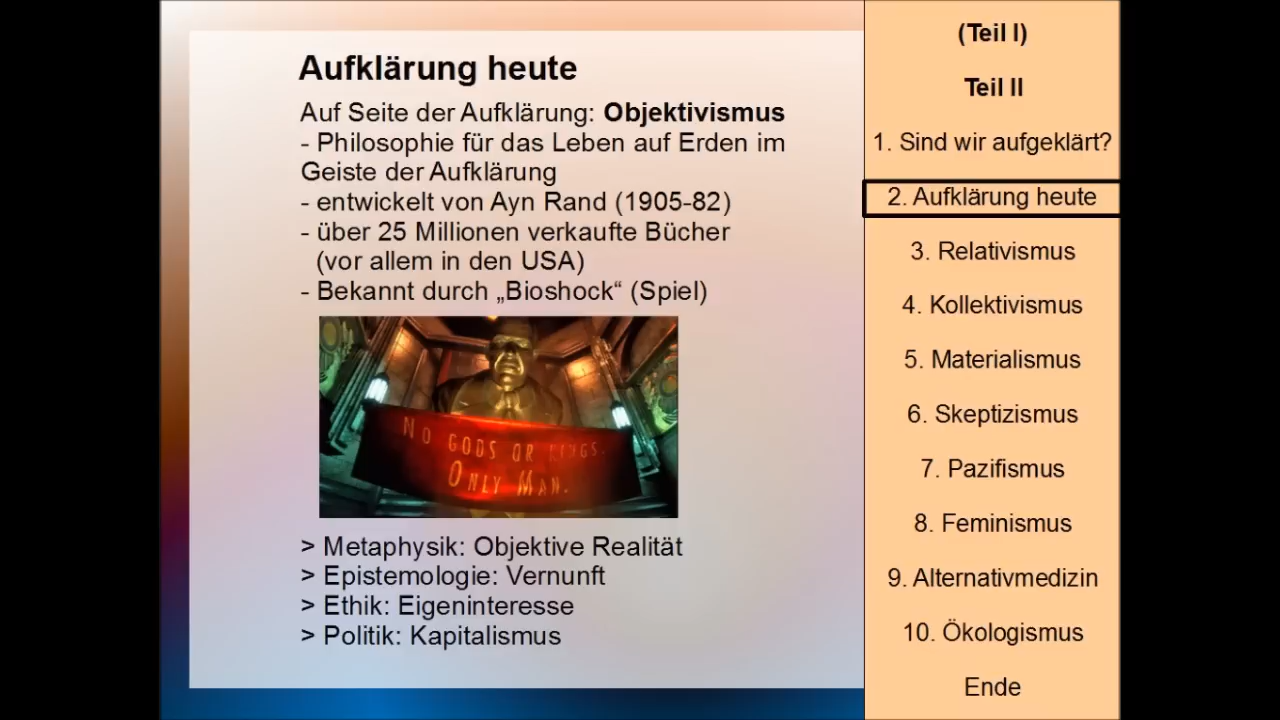 Aufklärung heute
Auf Seite der Aufklärung: Objektivismus
- Philosophie für das Leben auf Erden im
Geiste der Aufklärung
- entwickelt von Ayn Rand (1905-82)
- über 25 Millionen verkaufte Bücher
(vor allem in den USA)
- Bekannt durch „Bioshock“ (Spiel)
NO GODS OR KINGS.
ONLY MAN.
> Metaphysik: Objektive Realität
> Epistemologie: Vernunft
> Ethik: Eigeninteresse
> Politik: Kapitalismus
(Teil I)
Teil II
1. Sind wir aufgeklärt?
2. Aufklärung heute
3. Relativismus
4. Kollektivismus
5. Materialismus
6. Skeptizismus
7. Pazifismus
8. Feminismus
9. Alternativmedizin
10. Ökologismus
Ende